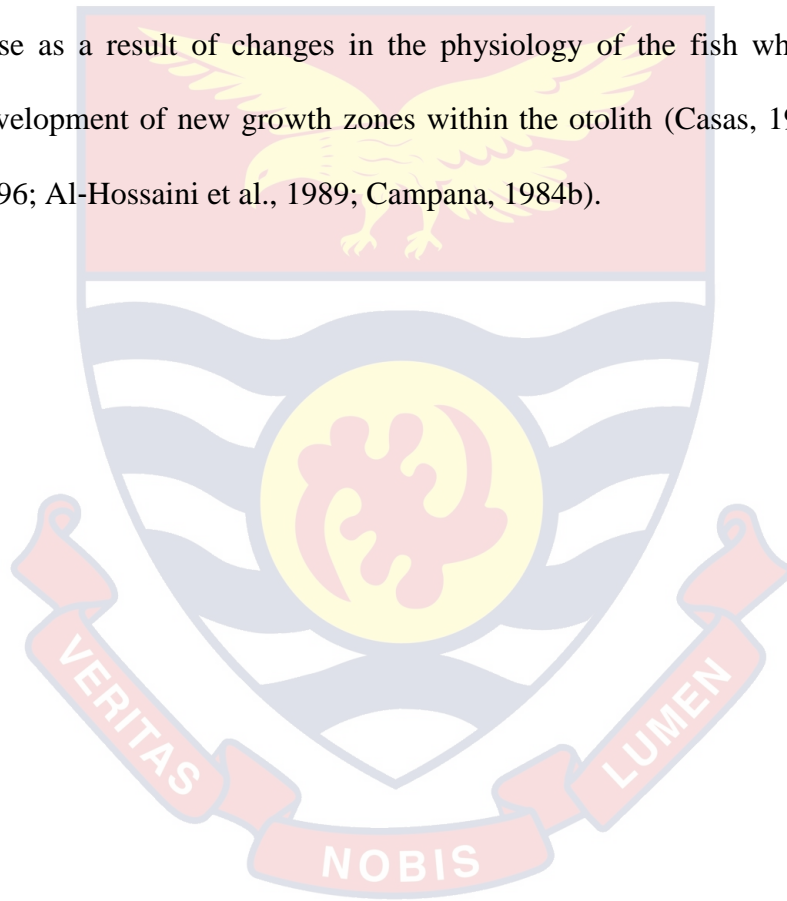 se as a result of changes in the physiology of the fish wh
velopment of new growth zones within the otolith (Casas, 19
96; Al-Hossaini et al., 1989; Campana, 1984b).
VERITAS
NOBIS
LUMEN